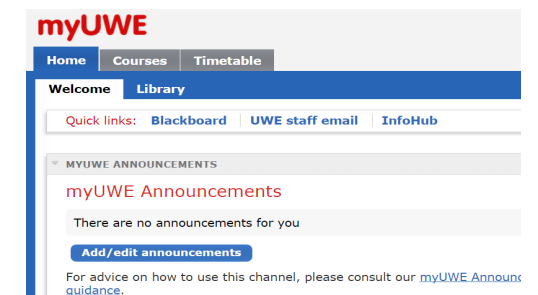 myUWE
Home Courses Timetable
Welcome Library
Quick links: Blackboard UWE staff email InfoHub
MYUWE ANNOUNCEMENTS
myUWE Announcements
There are no announcements for you
Add/edit announcements
For advice on how to use this channel, please consult our myUWE Announc
guidance.